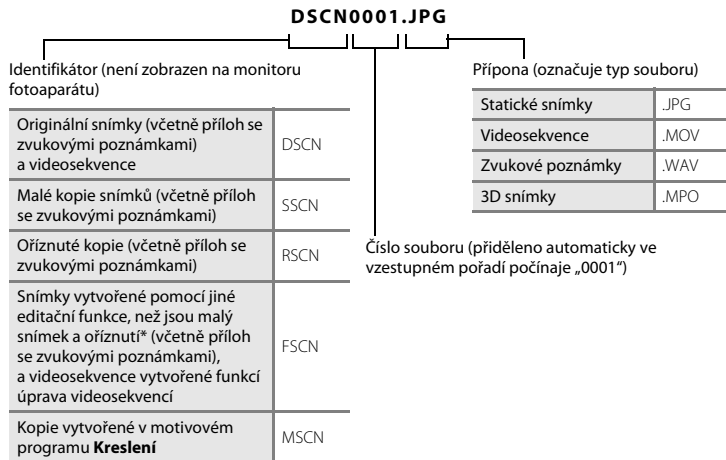 DSCN0001.JPG
Identifikátor (není zobrazen na monitoru
fotoaparátu)
Originální snímky (včetně příloh se
zvukovými poznámkami)
a videosekvence
DSCN
Malé kopie snímků (včetně příloh
se zvukovými poznámkami)
SSCN
Oříznuté kopie (včetně příloh se
zvukovými poznámkami)
RSCN
Snímky vytvořené pomocí jiné
editační funkce, než jsou malý
snímek a oříznutí* (včetně příloh
se zvukovými poznámkami),
a videosekvence vytvořené funkcí
úprava videosekvencí
FSCN
Kopie vytvořené v motivovém
programu Kreslení
MSCN
Přípona (označuje typ souboru)
Statické snímky .JPG
Videosekvence .MOV
Zvukové poznámky .WAV
3D snímky .MPO
Číslo souboru (přiděleno automaticky ve
vzestupném pořadí počínaje „0001“)